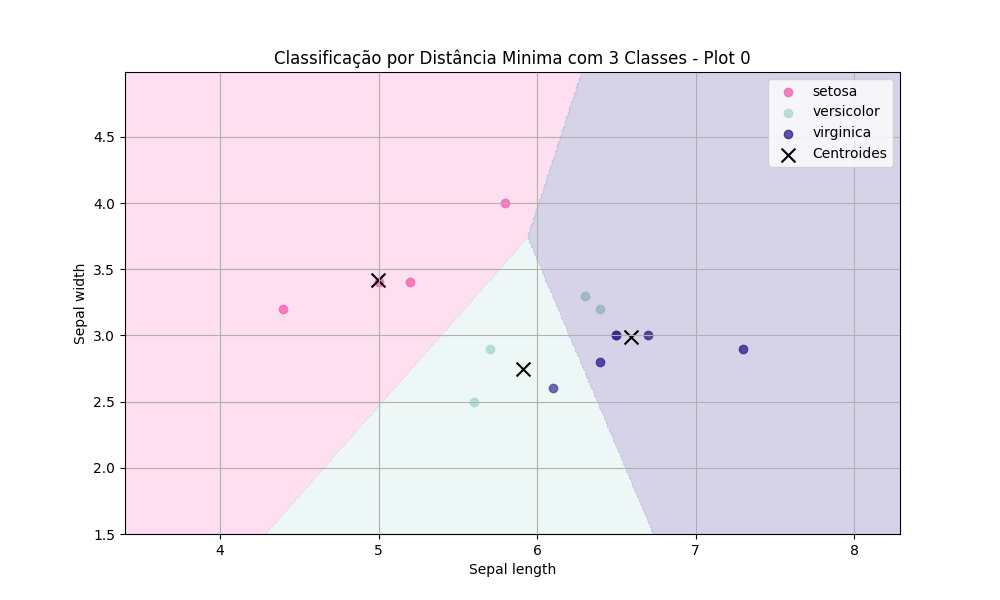 Classificação por Distância Minima com 3 Classes - Plot 0
setosa
versicolor
virginica
Centroides
Sepal width
4.5
4.0
3.5
3.0
2.5
2.0
1.5
4 5 6 7 8
Sepal length